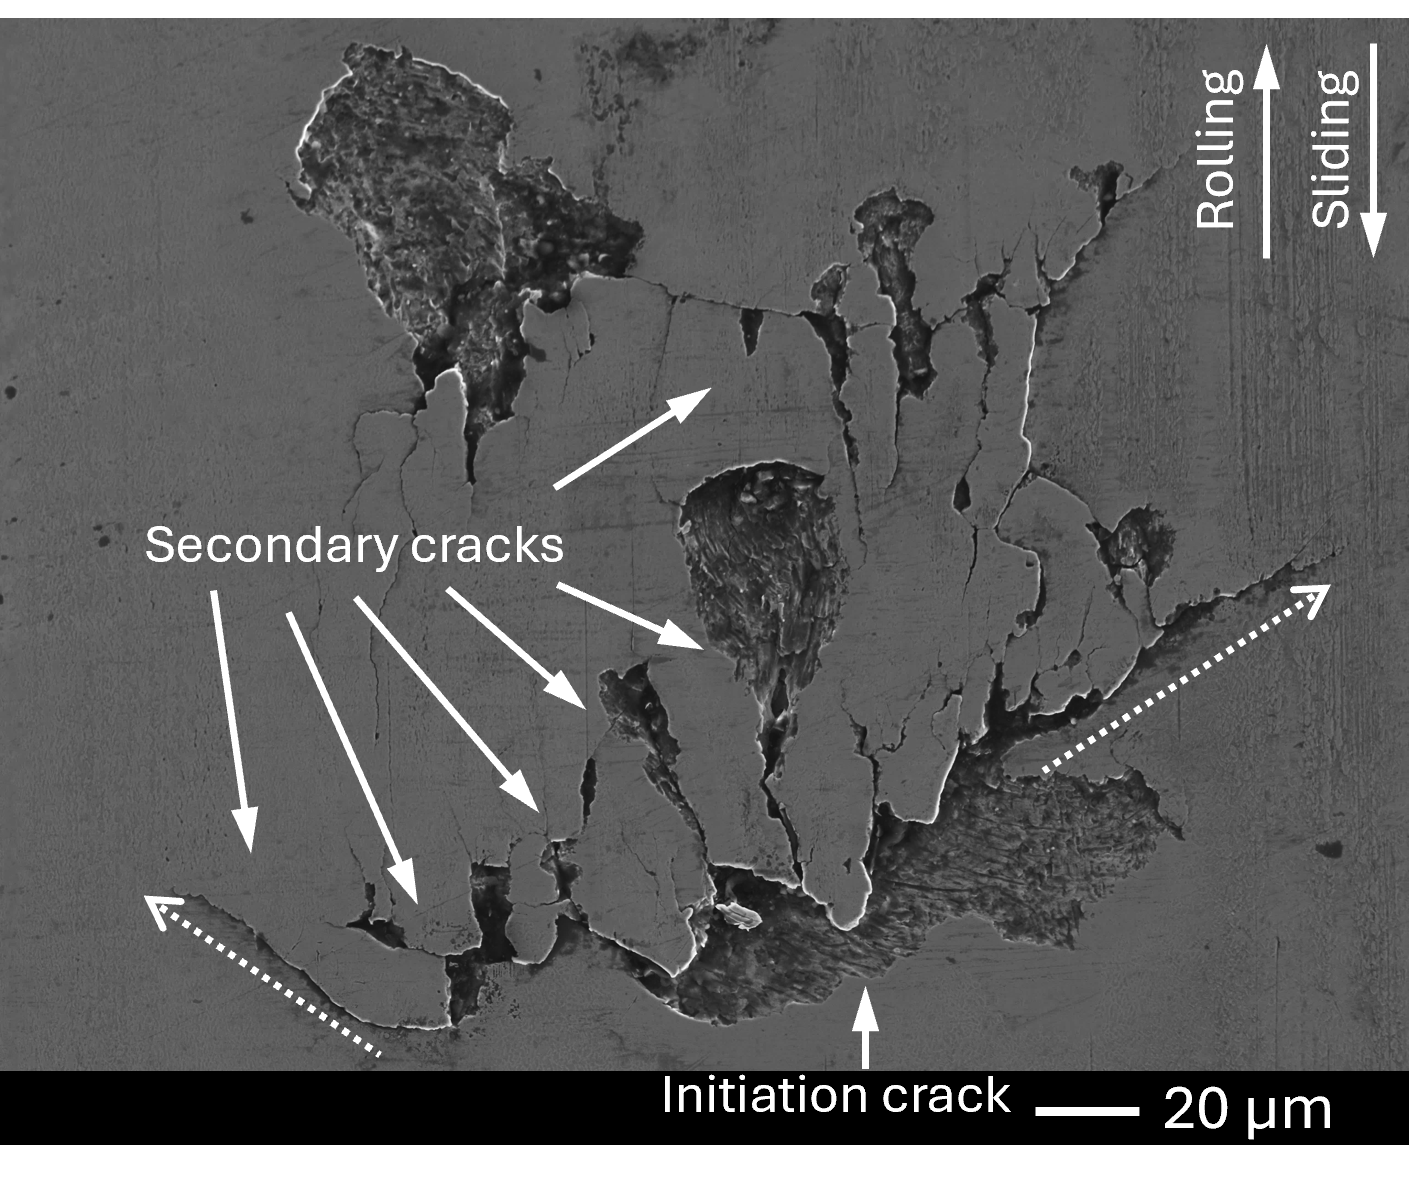 Rolling
Sliding
Secondary cracks
Initiation crack
20 µm